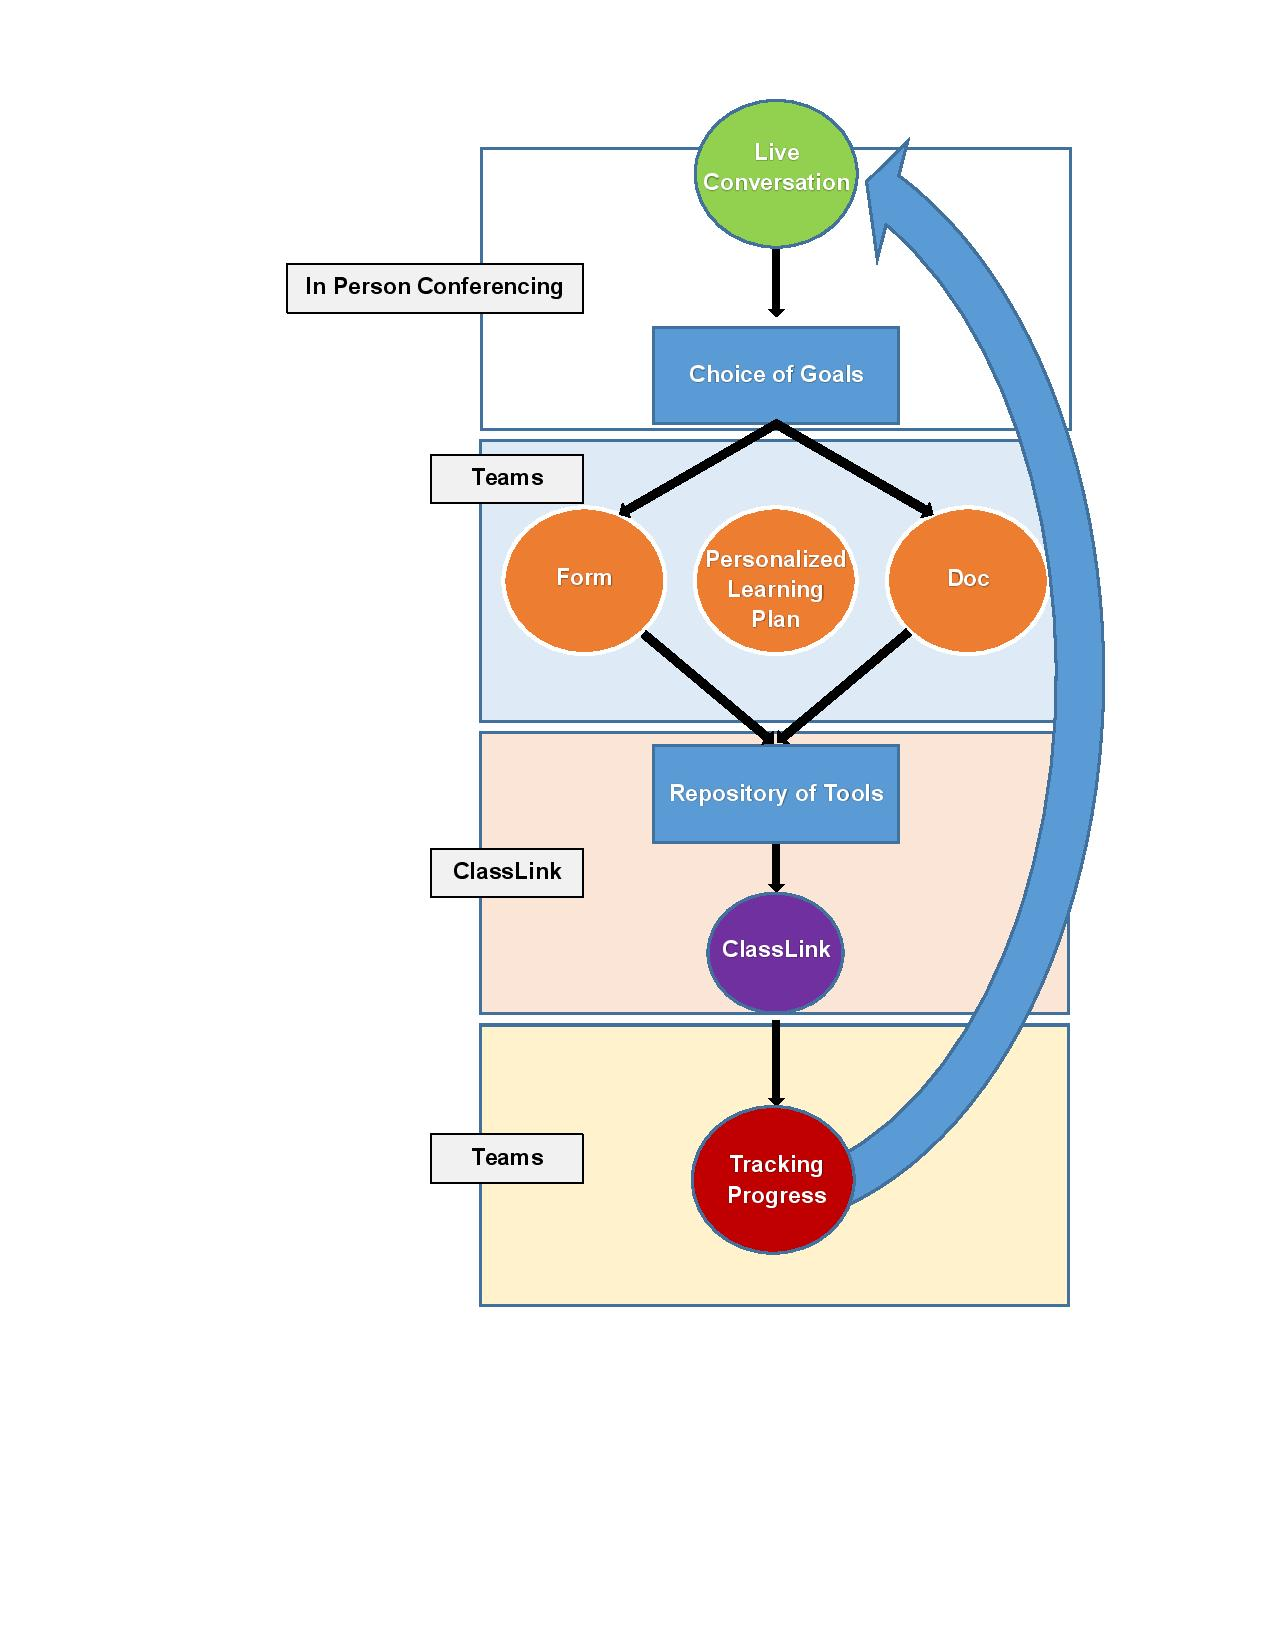 Live
Conversation
In Person Conferencing
Choice of Goals
Teams
Form
Personalized
Learning
Plan
Doc
Repository of Tools
ClassLink
ClassLink
Teams
Tracking
Progress